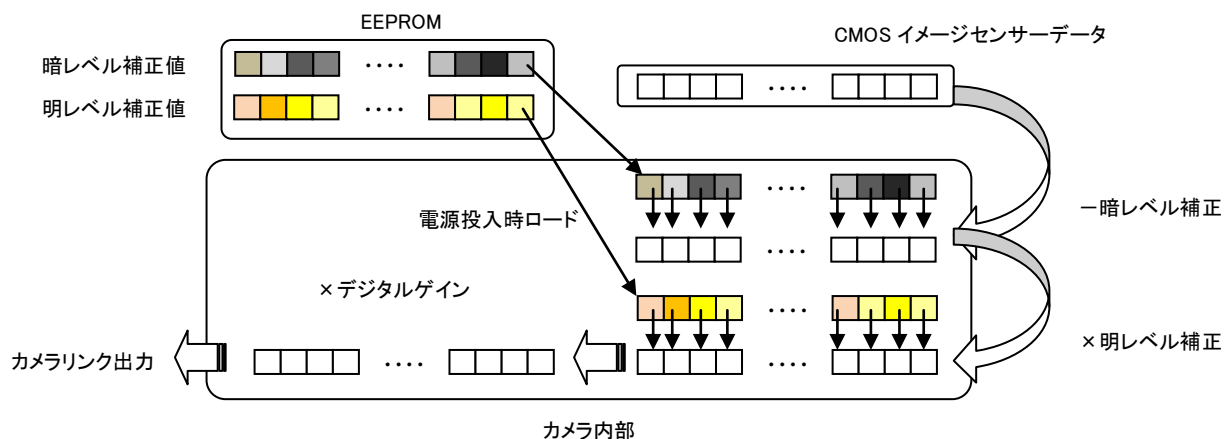 EEPROM
CMOS イメージセンサーデータ
暗レベル補正値
‥‥
‥‥
明レベル補正値
‥‥
‥‥
電源投入時ロード
－暗レベル補正
‥‥
×デジタルゲイン
‥‥
×明レベル補正
カメラリンク出力
‥‥
‥‥
カメラ内部